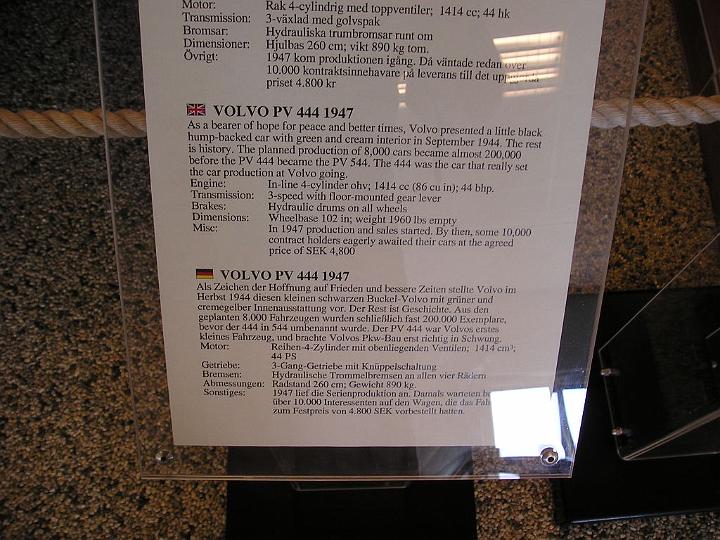 Motor: Rak 4-cylindrig med toppventiler; 1414 cc; 44 hk
Transmission: 3-växlad med golvspak
Bromsar: Hydrauliska trumbromsar runt om
Dimensioner: Hjulbas 260 cm; vikt 890 kg tom.
Övrigt: 1947 kom produktionen igång. Då väntade redan över
10.000 kontraktsinnehavare på leverans till det uppgjorda
priset 4.800 kr
VOLVO PV 444 1947
As a bearer of hope for peace and better times, Volvo presented a little black
hump-backed car with green and cream interior in September 1944. The rest
is history. The planned production of 8,000 cars became almost 200,000
before the PV 444 became the PV 544. The 444 was the car that really set
the car production at Volvo going.
Engine: In-line 4-cylinder ohv; 1414 cc (86 cu in); 44 bhp.
Transmission: 3-speed with floor-mounted gear lever
Brakes: Hydraulic drums on all wheels
Dimensions: Wheelbase 102 in; weight 1960 lbs empty
Misc: In 1947 production and sales started. By then, some 10,000
contract holders eagerly awaited their cars at the agreed
price of SEK 4,800
VOLVO PV 444 1947
Als Zeichen der Hoffnung auf Frieden und bessere Zeiten stellte Volvo im
Herbst 1944 diesen kleinen schwarzen Buckel-Volvo mit grüner und
cremegelber Innenausstattung vor. Der Rest ist Geschichte. Aus den
geplanten 8.000 Fahrzeugen wurden schließlich fast 200.000 Exemplare,
bevor der 444 in 544 umbenannt wurde. Der PV 444 war Volvos erstes
kleines Fahrzeug, und brachte Volvos Pkw-Bau erst richtig in Schwung.
Motor: Reihen-4-Zylinder mit obenliegenden Ventilen; 1414 cm³;
44 PS
Getriebe: 3-Gang-Getriebe mit Knüppelschaltung
Bremsen: Hydraulische Trommelbremsen an allen vier Rädern
Abmessungen: Radstand 260 cm; Gewicht 890 kg.
Sonstiges: 1947 lief die Serienproduktion an. Damals warteten
über 10.000 Interessenten auf den Wagen, die das
zum Festpreis von 4.800 SEK vorbestellt hatten.